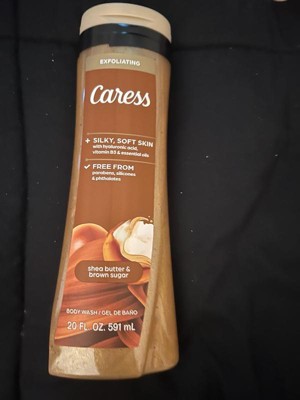 EXFOLIATING
Caress
+ SILKY, SOFT SKIN
with hyaluronic acid,
vitamin B3 & essential oils
✓ FREE FROM
parabens, silicones
& phthalates
shea butter &
brown sugar
BODY WASH / GEL DE BAÑO
20 FL. OZ. 591 mL